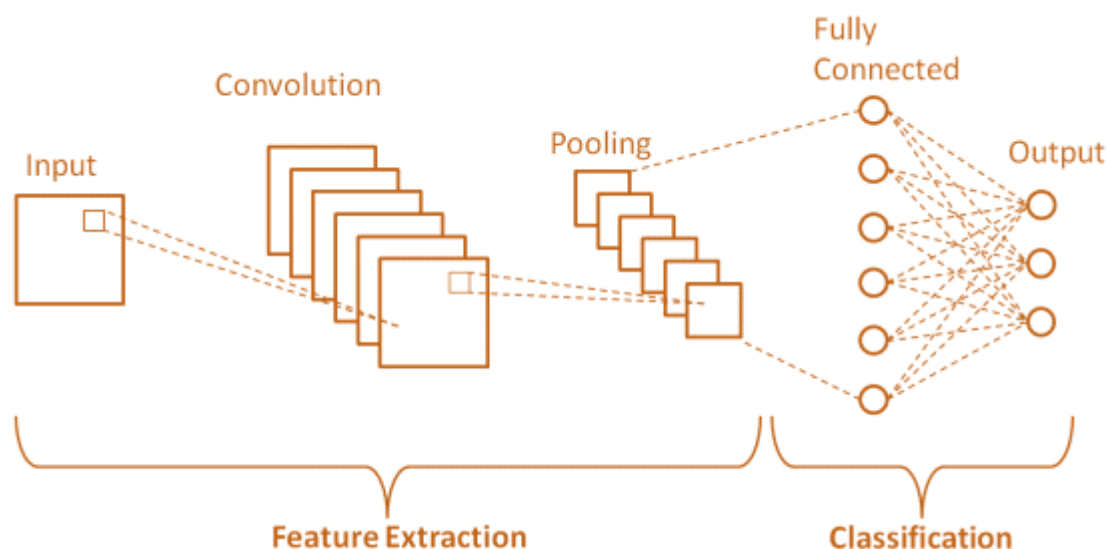 Input
Convolution
Pooling
Fully
Connected
Output
Feature Extraction
Classification